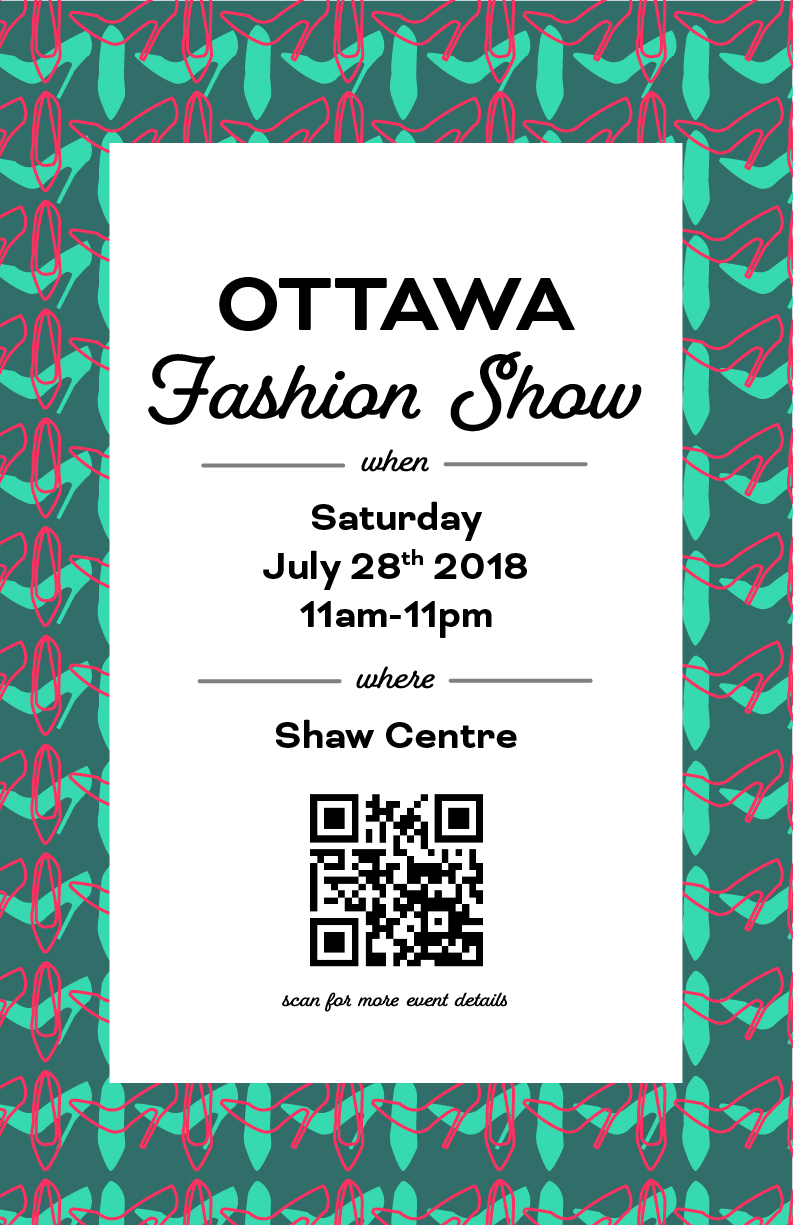 OTTAWA
Fashion Show
when
Saturday
July 28th 2018
11am-11pm
where
Shaw Centre
scan for more event details